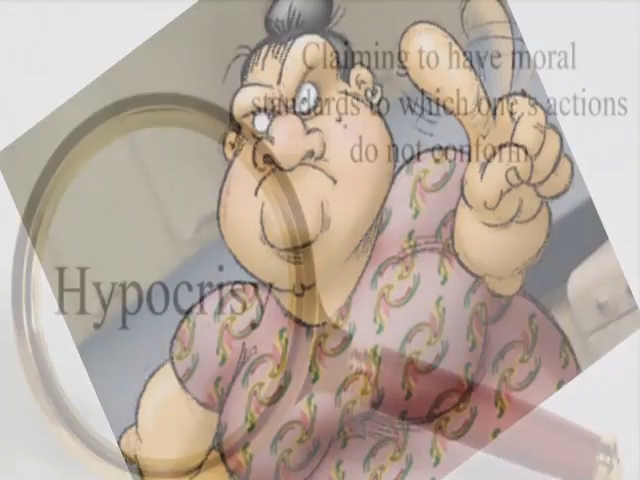 Claiming to have moral
standards to which one's actions
do not conform
Hypocrisy